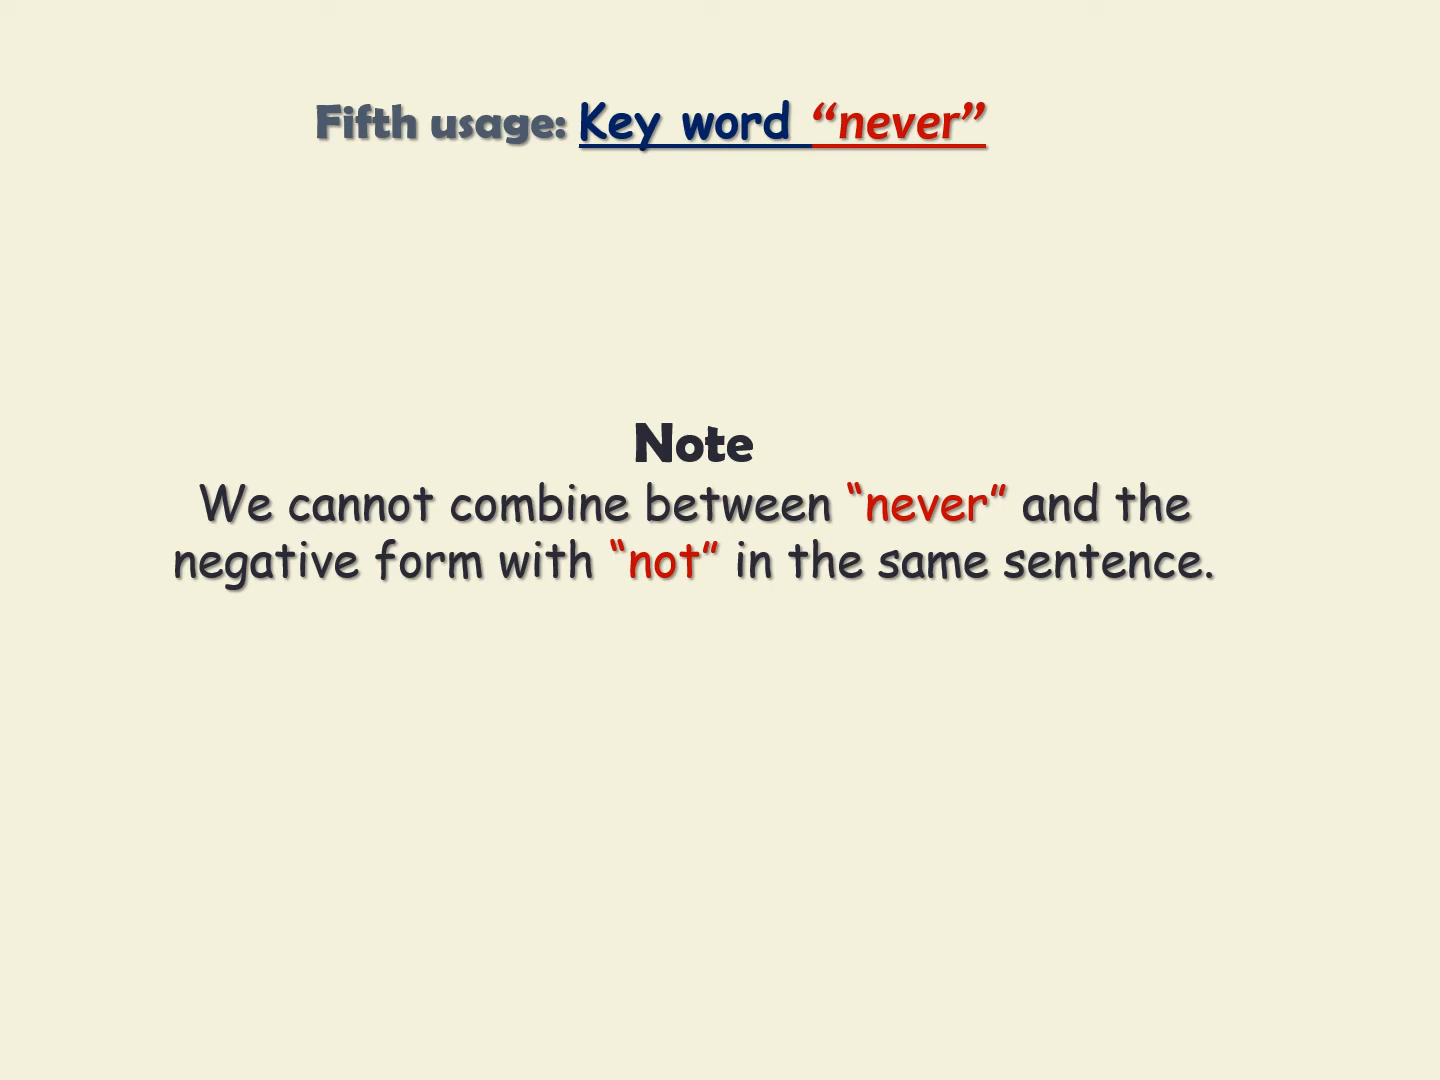 Fifth usage: Key word “never”
Note
We cannot combine between “never” and the
negative form with “not” in the same sentence.